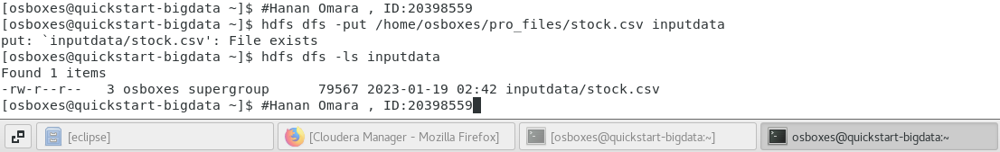 [osboxes@quickstart-bigdata ~]$ #Hanan Omara , ID:20398559
[osboxes@quickstart-bigdata ~]$ hdfs dfs -put /home/osboxes/pro_files/stock.csv inputdata
put: `inputdata/stock.csv': File exists
[osboxes@quickstart-bigdata ~]$ hdfs dfs -ls inputdata
Found 1 items
-rw-r--r--   3 osboxes supergroup      79567 2023-01-19 02:42 inputdata/stock.csv
[osboxes@quickstart-bigdata ~]$ #Hanan Omara , ID:20398559
[eclipse] [Cloudera Manager - Mozilla Firefox] [osboxes@quickstart-bigdata:~] osboxes@quickstart-bigdata:~